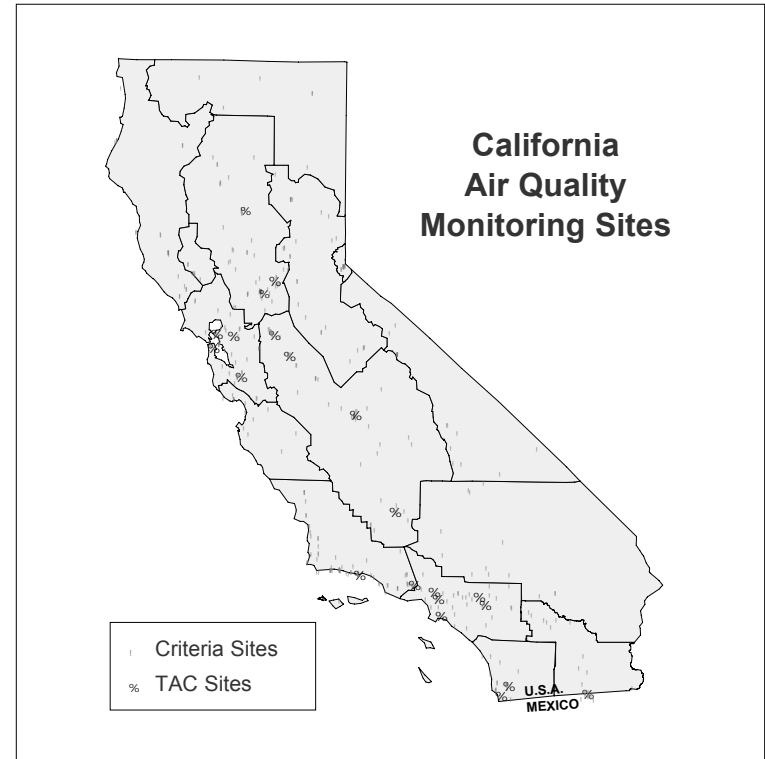 California
Air Quality
Monitoring Sites
Criteria Sites
% TAC Sites
U.S.A.
MEXICO